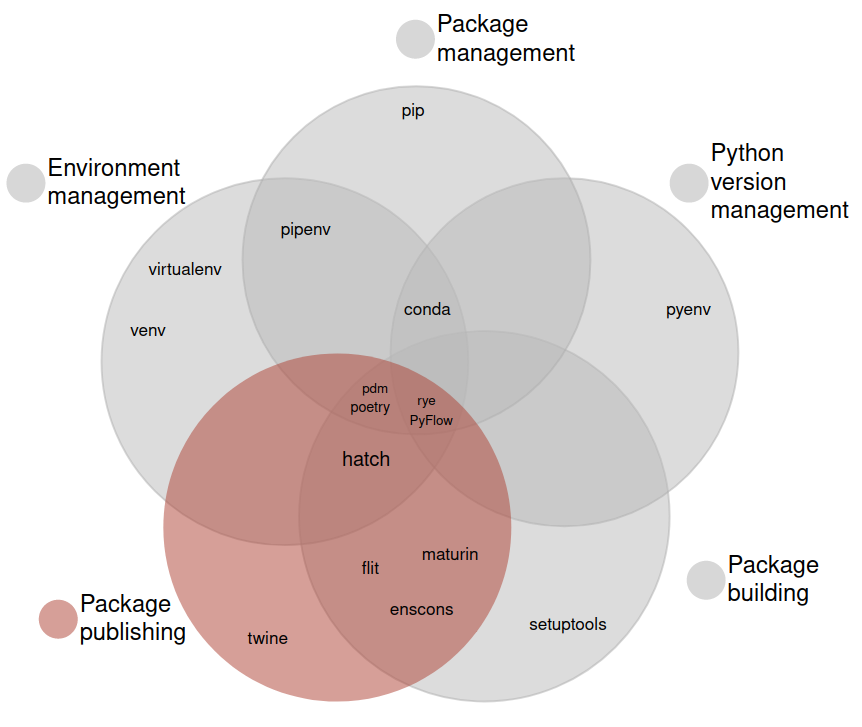 Package
management
pip
Python
version
management
Environment
management
pipenv
virtualenv
conda
pyenv
venv
pdm
rye
poetry
PyFlow
hatch
maturin
flit
Package
building
enscons
Package
publishing
setuptools
twine